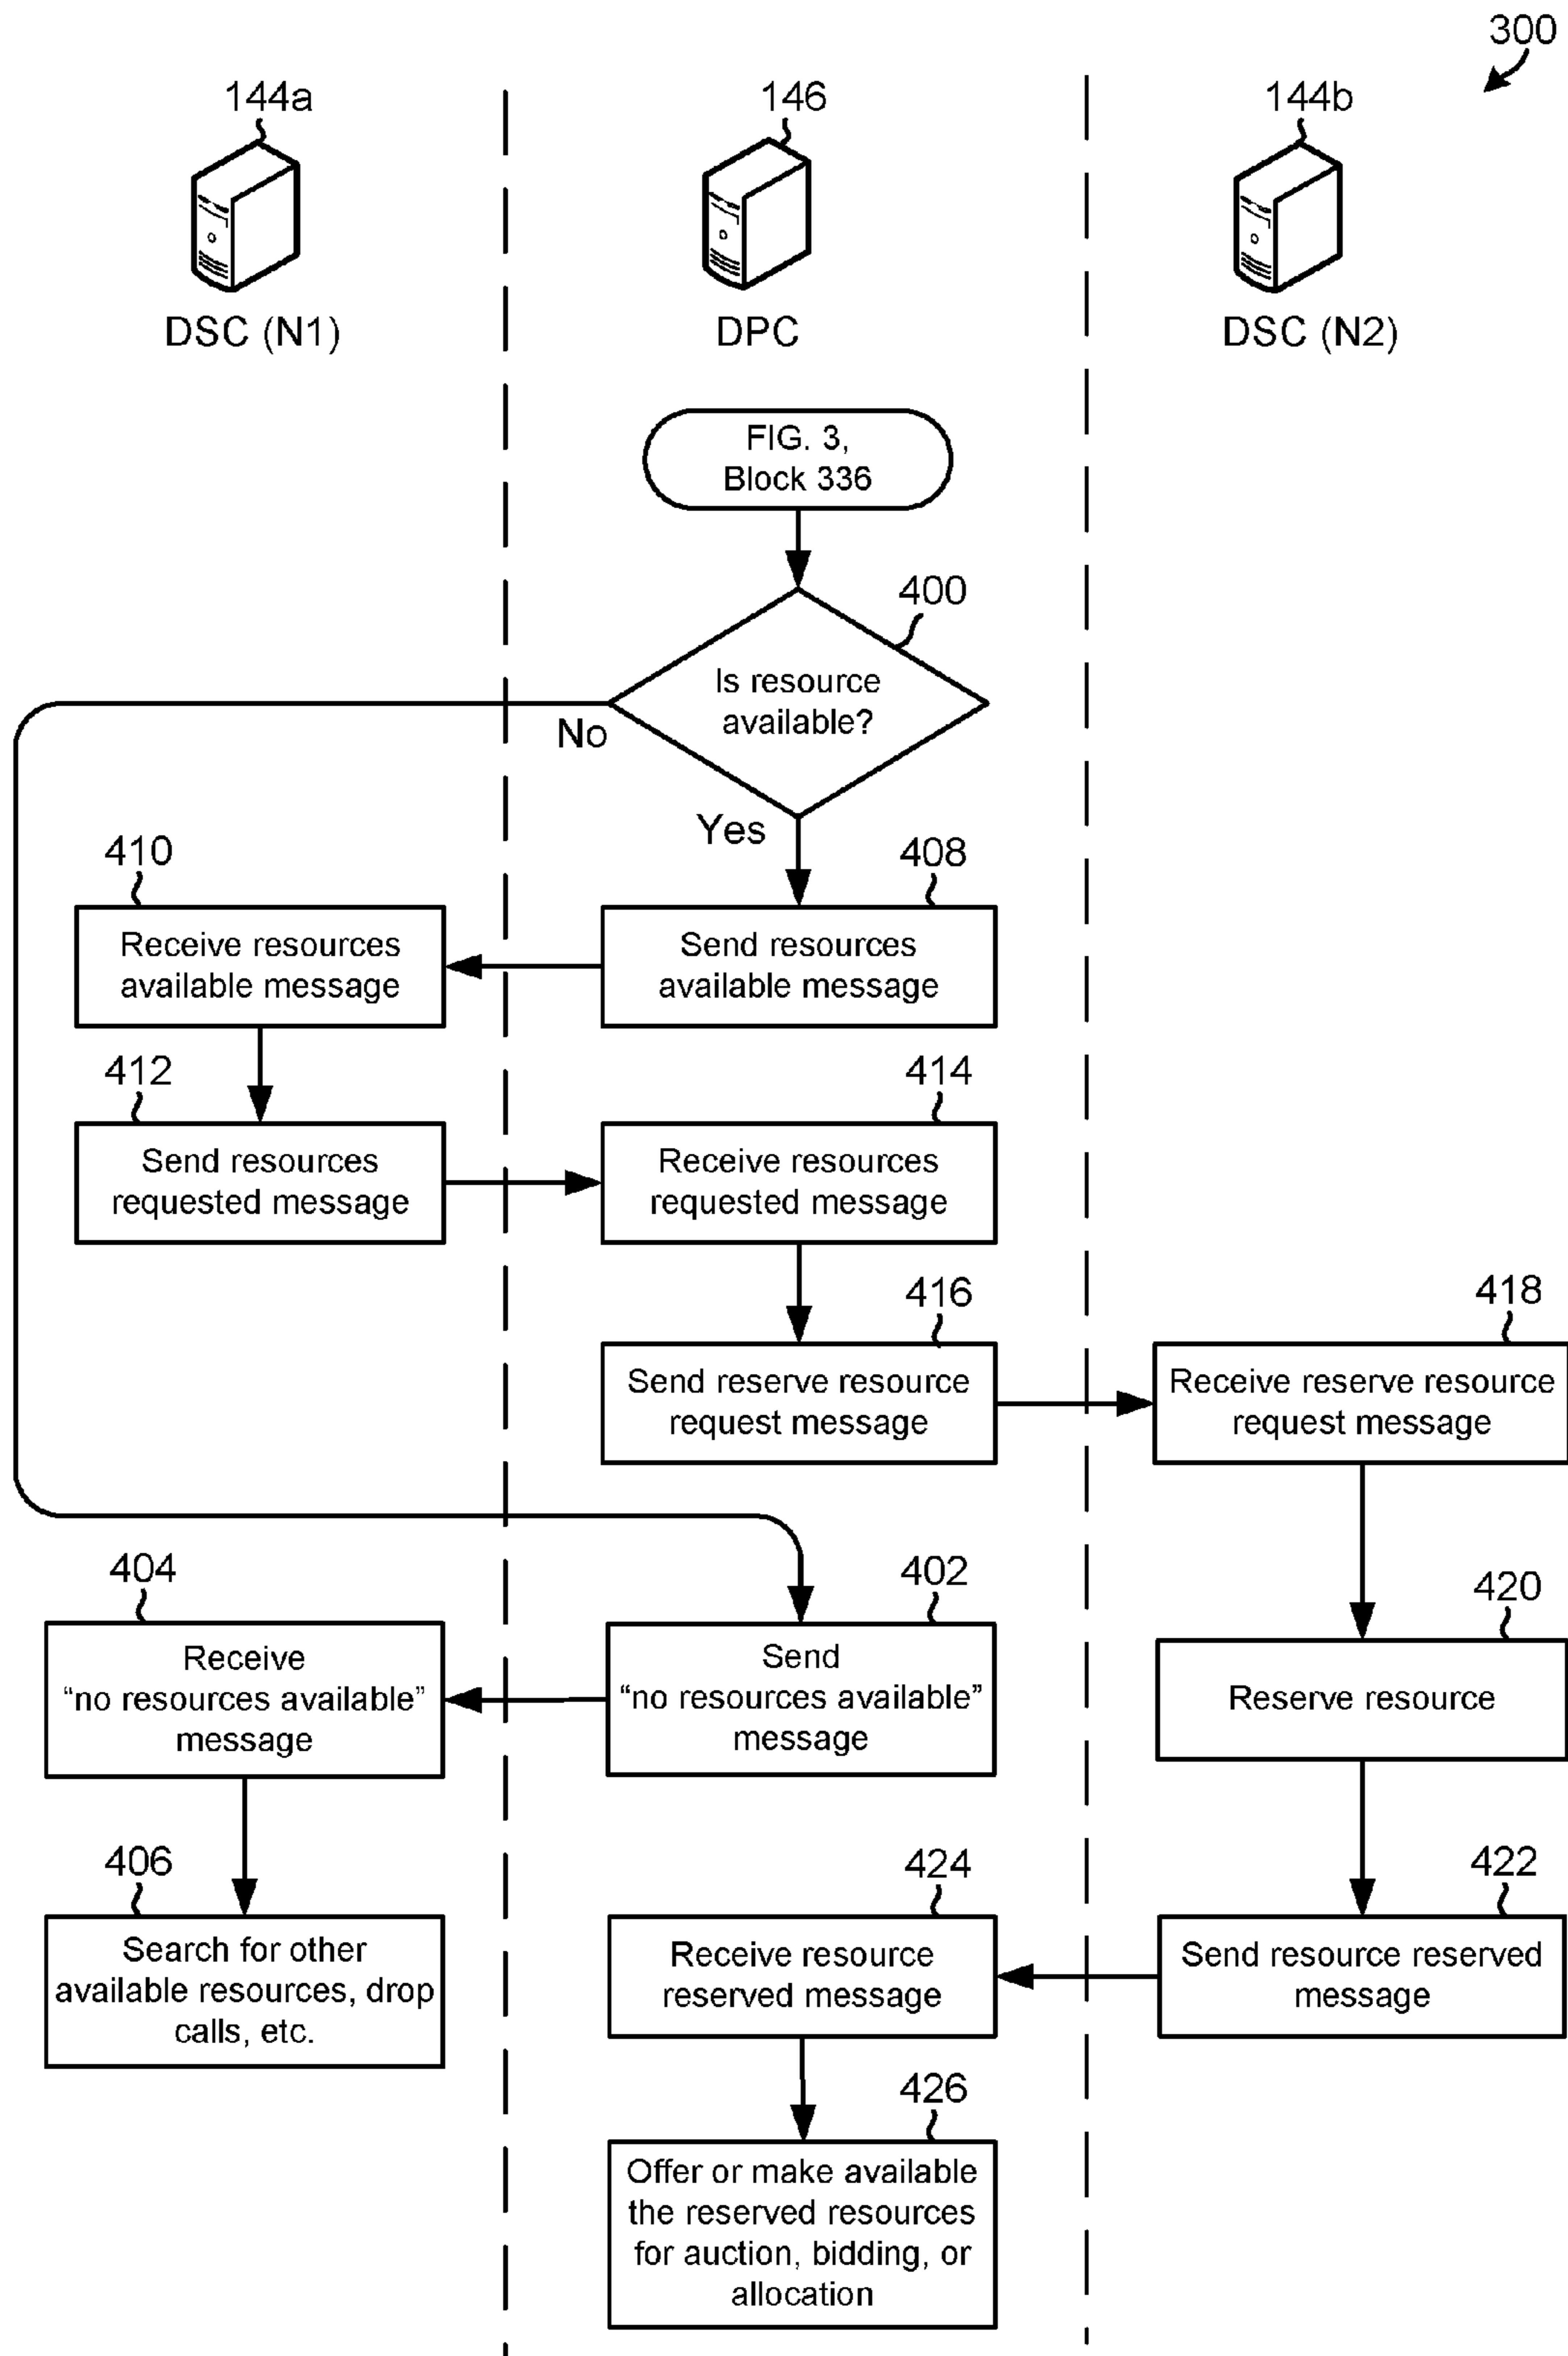 300
144a
146
144b
DSC (N1)
DPC
DSC (N2)
FIG. 3,
Block 336
400
Is resource
available?
No
Yes
410
408
Receive resources
available message
Send resources
available message
412
414
Send resources
requested message
Receive resources
requested message
416
418
Send reserve resource
request message
Receive reserve resource
request message
404
402
420
Receive
“no resources available”
message
Send
“no resources available”
message
Reserve resource
406
424
422
Search for other
available resources, drop
calls, etc.
Receive resource
reserved message
Send resource reserved
message
426
Offer or make available
the reserved resources
for auction, bidding, or
allocation